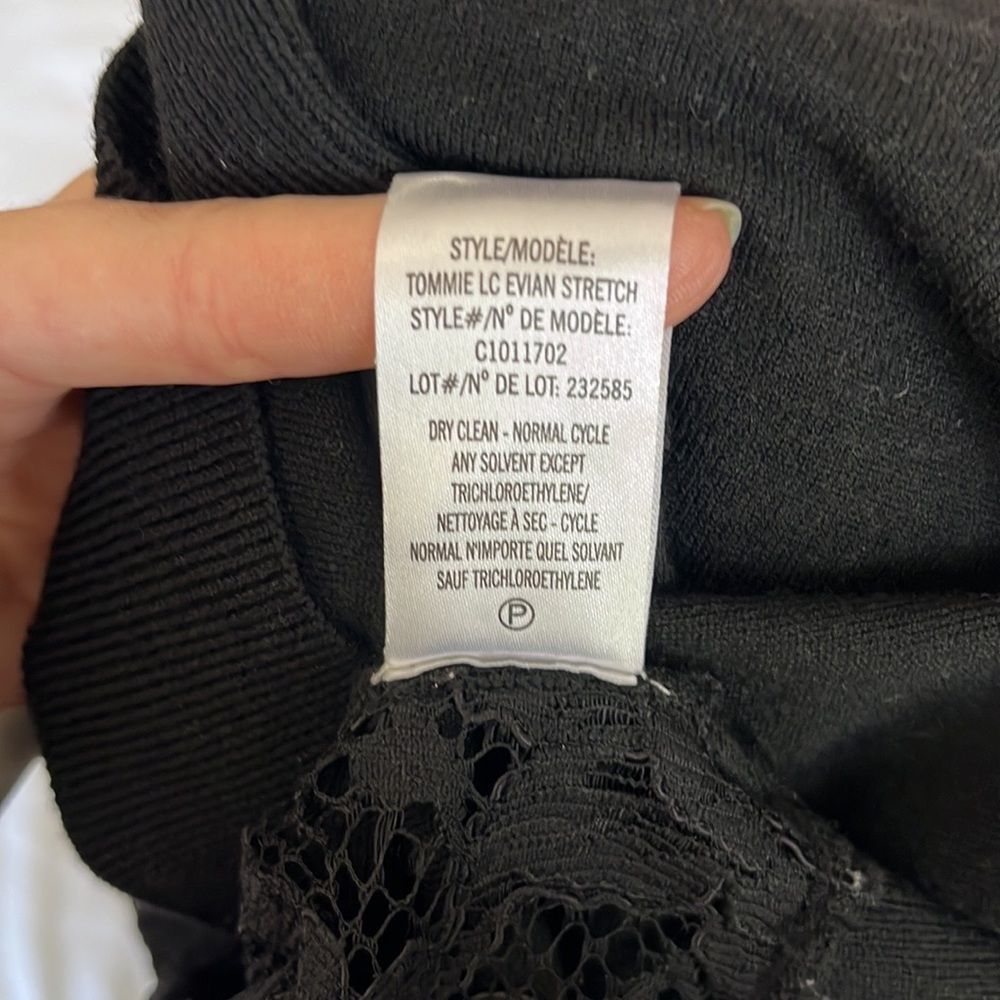 STYLE/MODÈLE:
TOMMIE LC EVIAN STRETCH
STYLE#/N° DE MODÈLE:
C1011702
LOT#/N° DE LOT: 232585
DRY CLEAN - NORMAL CYCLE
ANY SOLVENT EXCEPT
TRICHLOROETHYLENE/
NETTOYAGE À SEC - CYCLE
NORMAL N'IMPORTE QUEL SOLVANT
SAUF TRICHLOROETHYLENE
P